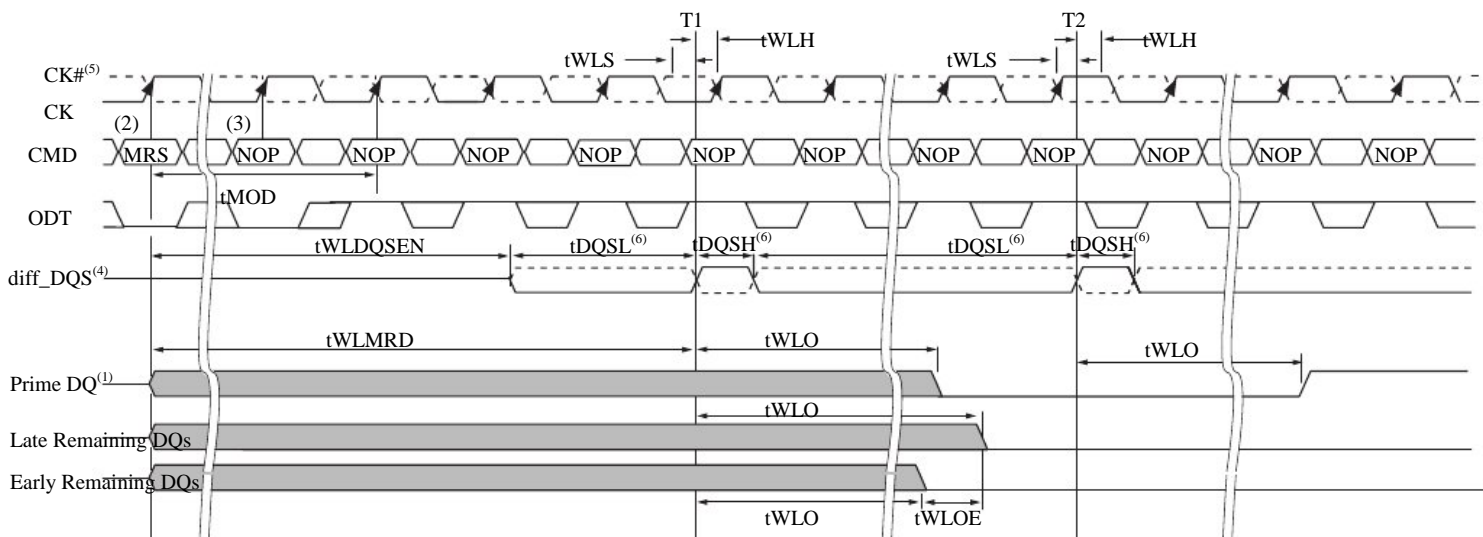 T1 T2
tWLH tWLH
tWLS tWLS
CK#(5)
CK
(2) (3)
CMD MRS NOP NOP NOP NOP NOP NOP NOP NOP NOP NOP NOP
tMOD
ODT
tWLDQSEN tDQSL(6) tDQSH(6) tDQSL(6) tDQSH(6)
diff_DQS(4)
tWLMRD tWLO
tWLO
Prime DQ(1)
tWLO
Late Remaining DQs
Early Remaining DQs
tWLO tWLOE